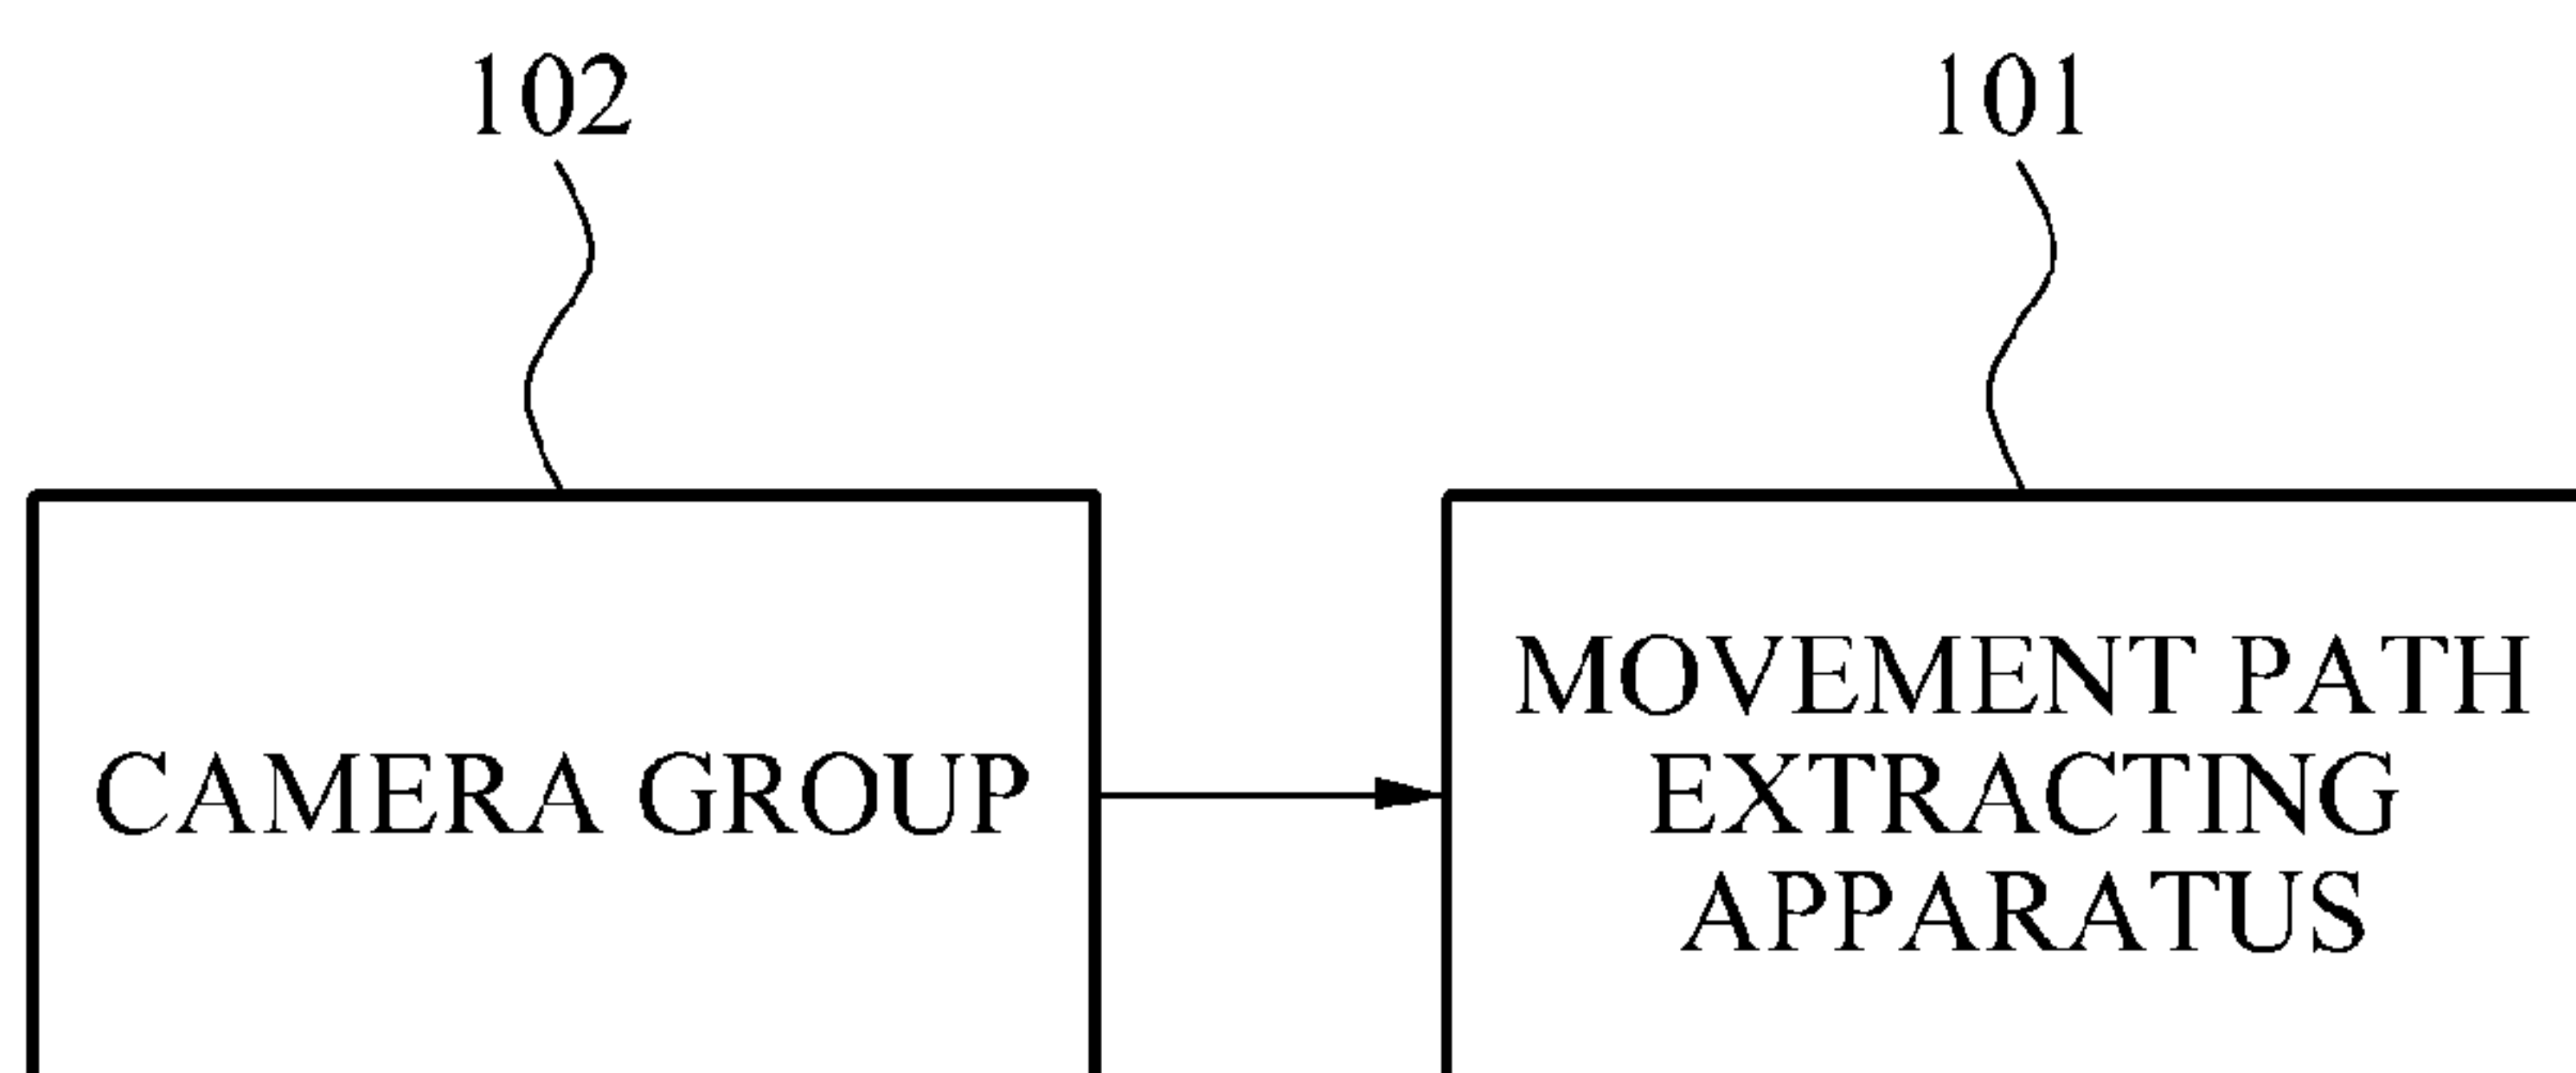 102
101
CAMERA GROUP
MOVEMENT PATH
EXTRACTING
APPARATUS